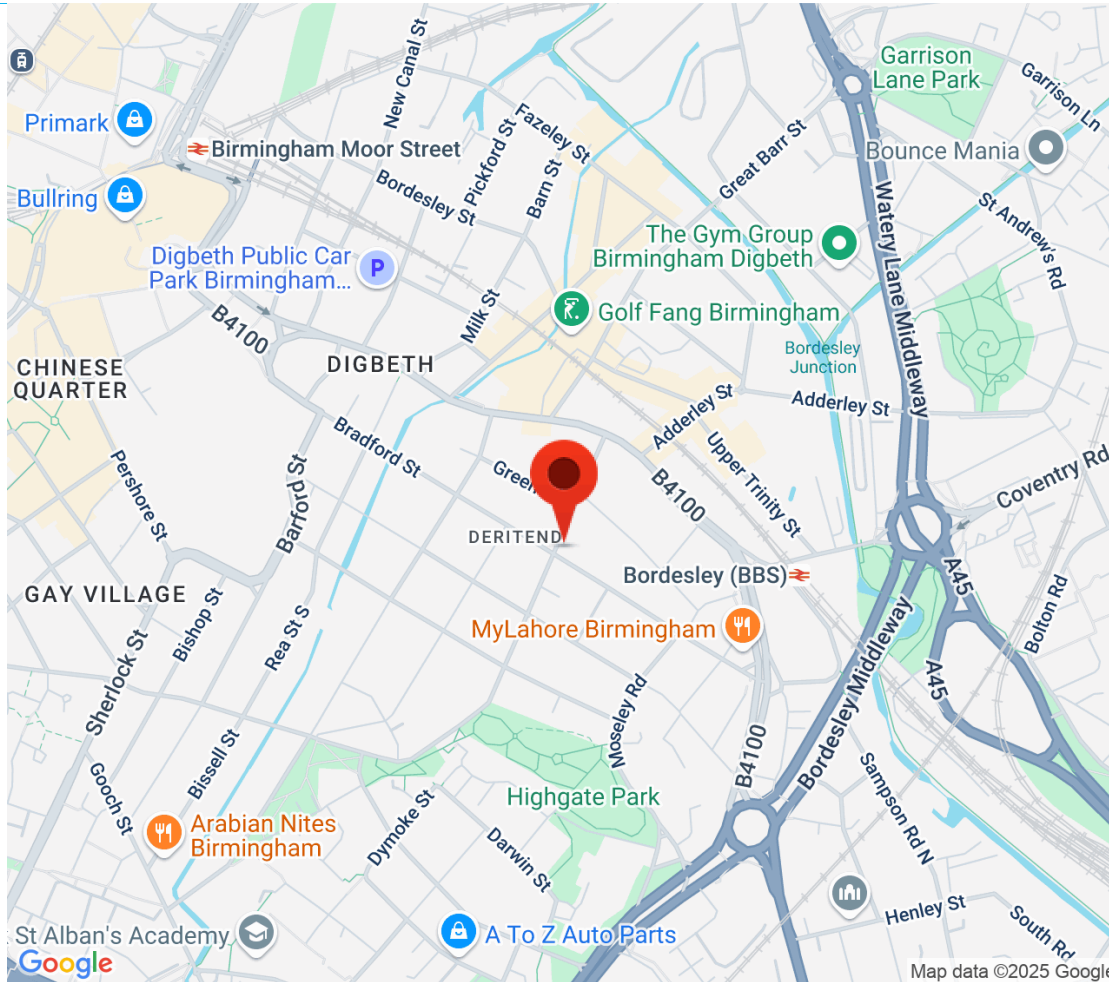 Garrison
Lane Park
Garrison Ln
New Canal St
Primark
Fazeley St
Pickford St
Great Barr St
Birmingham Moor Street
Bounce Mania
Barn St
Bordesley St
Bullring
Watery Lane Middleway
St Andrew's Rd
The Gym Group
Birmingham Digbeth
Digbeth Public Car
Park Birmingham...
P
Milk St
Golf Fang Birmingham
B4100
Bordesley
Junction
DIGBETH
CHINESE
QUARTER
Adderley St
Adderley St
Bradford St
Upper Trinity St
Coventry Rd
Pershore St
Barford St
Green
B4100
DERITEND
A45
Bordesley (BBS)
GAY VILLAGE
Bishop St
Rea St S
Bolton Rd
MyLahore Birmingham
Sherlock St
Bordesley Middleway
A45
Moseley Rd
B4100
Bissell St
Gooch St
Highgate Park
Sampson Rd N
Arabian Nites
Birmingham
Dymoke St
Darwin St
Henley St
South Rd
St Alban's Academy
A To Z Auto Parts
Google
Map data ©2025 Google